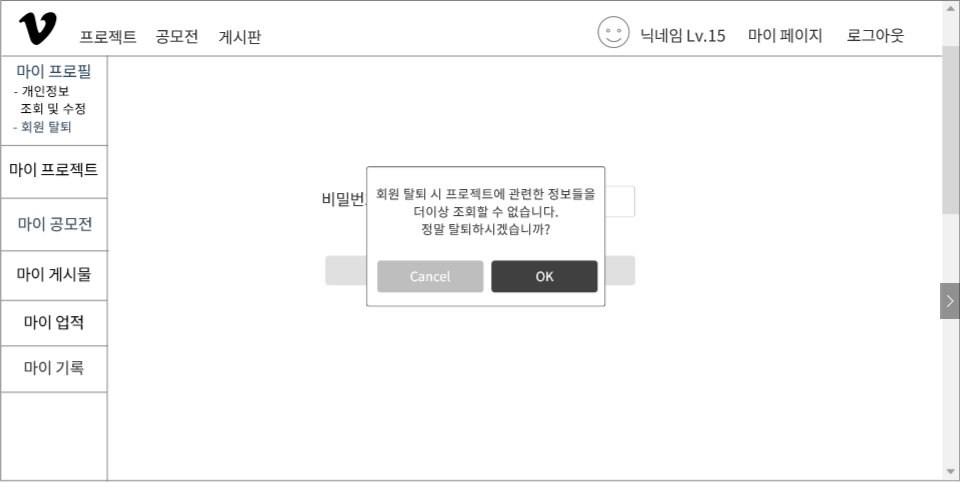 프로젝트 공모전 게시판
닉네임 Lv.15 마이 페이지 로그아웃
마이 프로필
- 개인정보
조회 및 수정
- 회원 탈퇴
마이 프로젝트
마이 공모전
마이 게시물
마이 업적
마이 기록
회원 탈퇴 시 프로젝트에 관련한 정보들을
더이상 조회할 수 없습니다.
정말 탈퇴하시겠습니까?
Cancel OK